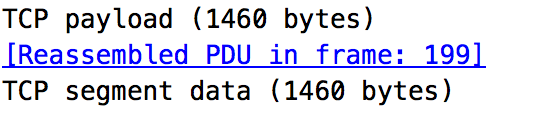 TCP payload (1460 bytes)
[Reassembled PDU in frame: 199]
TCP segment data (1460 bytes)